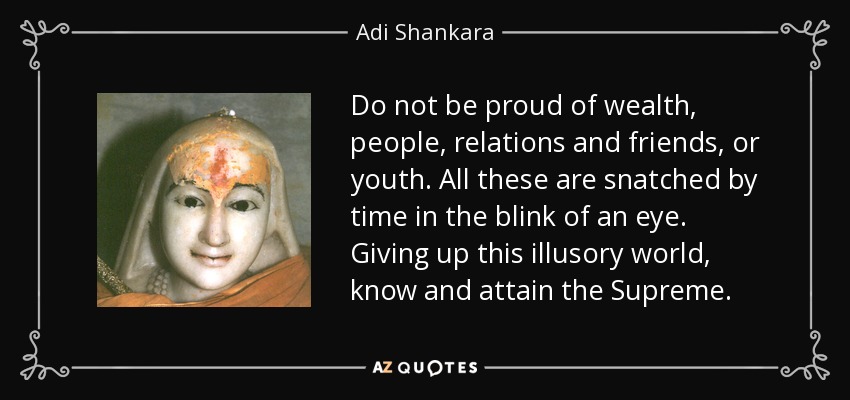 Adi Shankara
Do not be proud of wealth,
people, relations and friends, or
youth. All these are snatched by
time in the blink of an eye.
Giving up this illusory world,
know and attain the Supreme.
AZ QUOTES